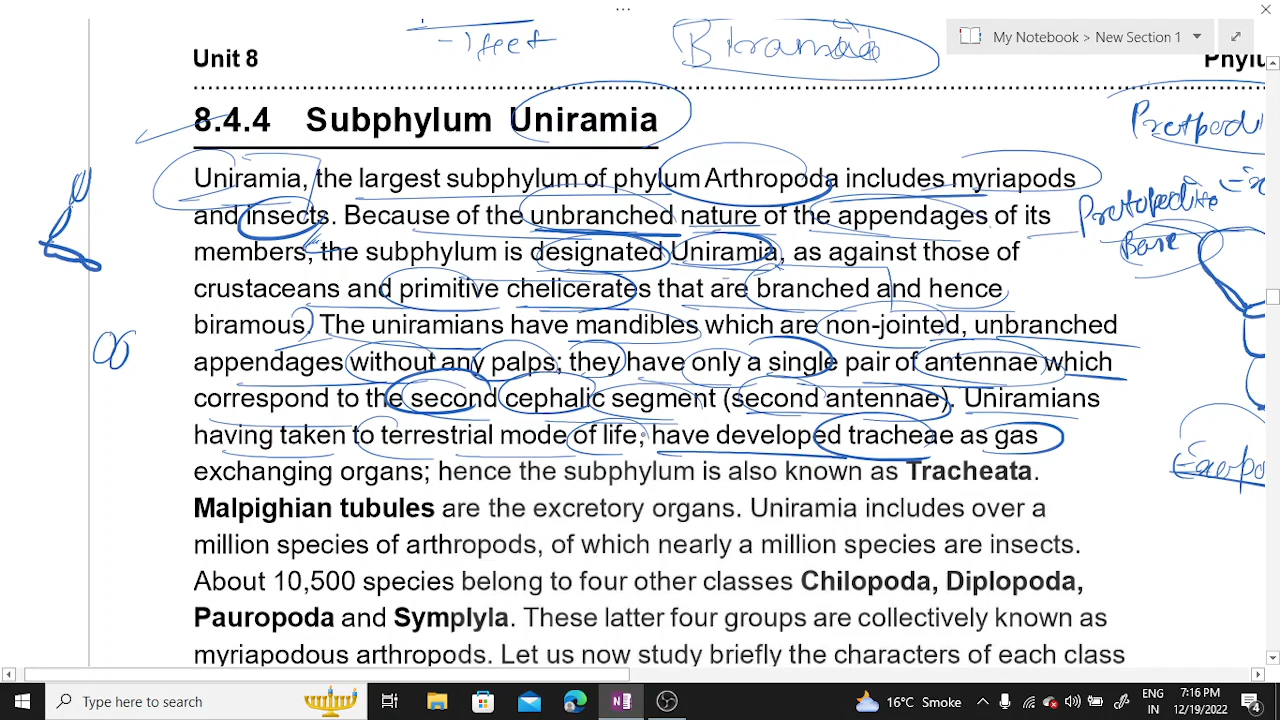 ...
My Notebook > New Section 1
-1 feet
Unit 8
Phylu
8.4.4 Subphylum Uniramia
Uniramia, the largest subphylum of phylum Arthropoda includes myriapods
and insects. Because of the unbranched nature of the appendages of its
members, the subphylum is designated Uniramia, as against those of
crustaceans and primitive chelicerates that are branched and hence
biramous. The uniramians have mandibles which are non-jointed, unbranched
appendages without any palps; they have only a single pair of antennae which
correspond to the second cephalic segment (second antennae). Uniramians
having taken to terrestrial mode of life, have developed tracheae as gas
exchanging organs; hence the subphylum is also known as Tracheata.
Malpighian tubules are the excretory organs. Uniramia includes over a
million species of arthropods, of which nearly a million species are insects.
About 10,500 species belong to four other classes Chilopoda, Diplopoda,
Pauropoda and Symplyla. These latter four groups are collectively known as
myriapodous arthropods. Let us now study briefly the characters of each class
Protopodite
Base
Type here to search
16°C Smoke
ENG
IN
7:16 PM
12/19/2022
4